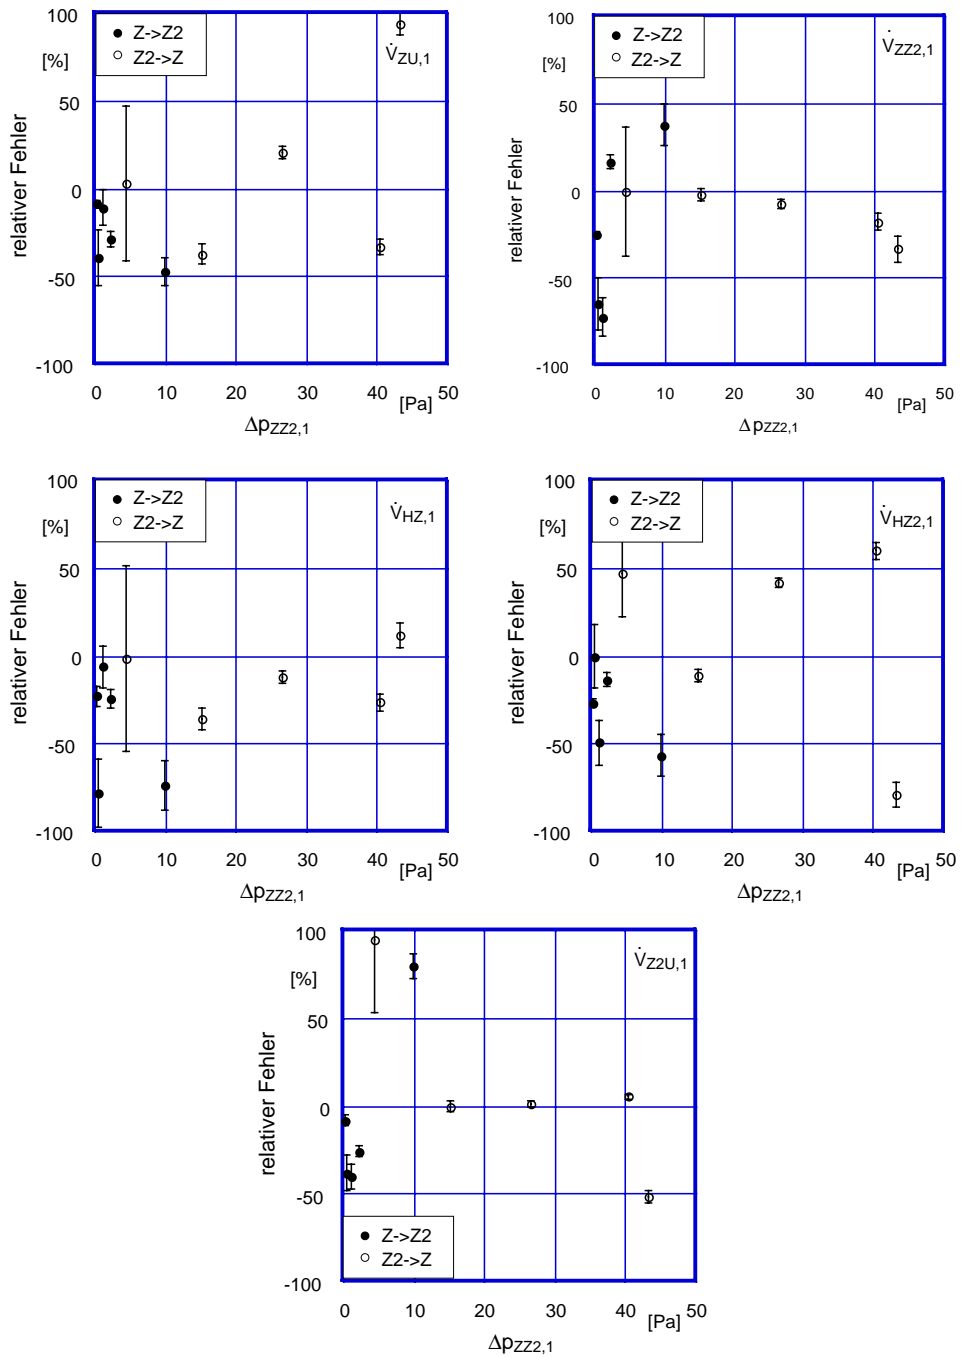 100
[%]
50
0
-50
-100
relativer Fehler
Z->Z2
Z2->Z
V̇ZU,1
0 10 20 30 40 [Pa] 50
ΔpZZ2,1
100
[%]
50
0
-50
-100
relativer Fehler
Z->Z2
Z2->Z
V̇ZZ2,1
0 10 20 30 40 [Pa] 50
ΔpZZ2,1
100
[%]
50
0
-50
-100
relativer Fehler
Z->Z2
Z2->Z
V̇HZ,1
0 10 20 30 40 [Pa] 50
ΔpZZ2,1
100
[%]
50
0
-50
-100
relativer Fehler
Z->Z2
Z2->Z
V̇HZ2,1
0 10 20 30 40 [Pa] 50
ΔpZZ2,1
100
[%]
50
0
-50
-100
relativer Fehler
V̇Z2U,1
Z->Z2
Z2->Z
0 10 20 30 40 [Pa] 50
ΔpZZ2,1